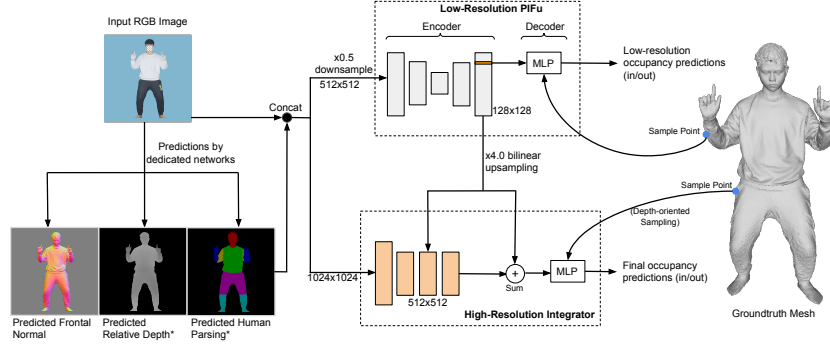 Input RGB Image
Predictions by
dedicated networks
Predicted Frontal
Normal
Predicted
Relative Depth*
Predicted Human
Parsing*
Concat
x0.5
downsample
512x512
1024x1024
Low-Resolution PIFu
Encoder
Decoder
MLP
128x128
Low-resolution
occupancy predictions
(in/out)
x4.0 bilinear
upsampling
512x512
+
Sum
MLP
High-Resolution Integrator
Final occupancy
predictions (in/out)
Sample Point
Sample Point
(Depth-oriented
Sampling)
Groundtruth Mesh